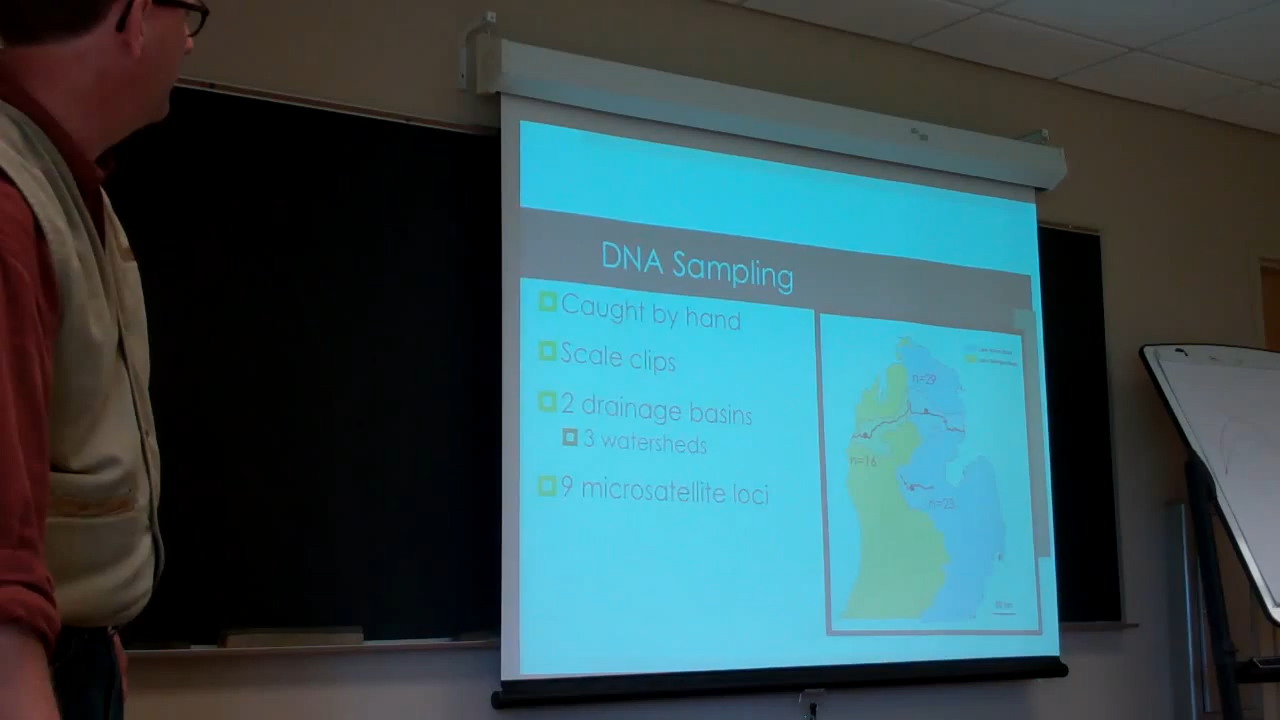 DNA Sampling
Caught by hand
Scale clips
2 drainage basins
3 watersheds
9 microsatellite loci
n=29
n=16
n=23